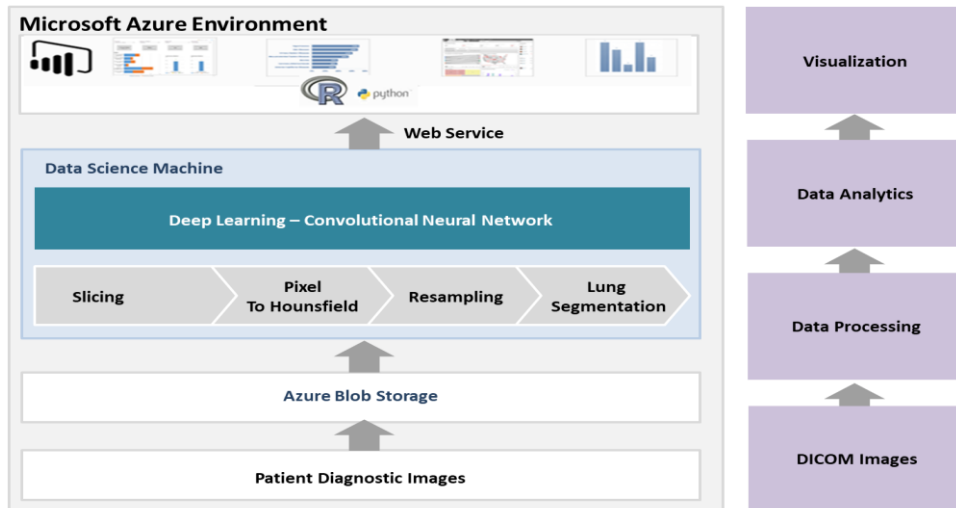 Microsoft Azure Environment
R
python
Web Service
Data Science Machine
Deep Learning – Convolutional Neural Network
Slicing
Pixel
To Hounsfield
Resampling
Lung
Segmentation
Azure Blob Storage
Patient Diagnostic Images
Visualization
Data Analytics
Data Processing
DICOM Images